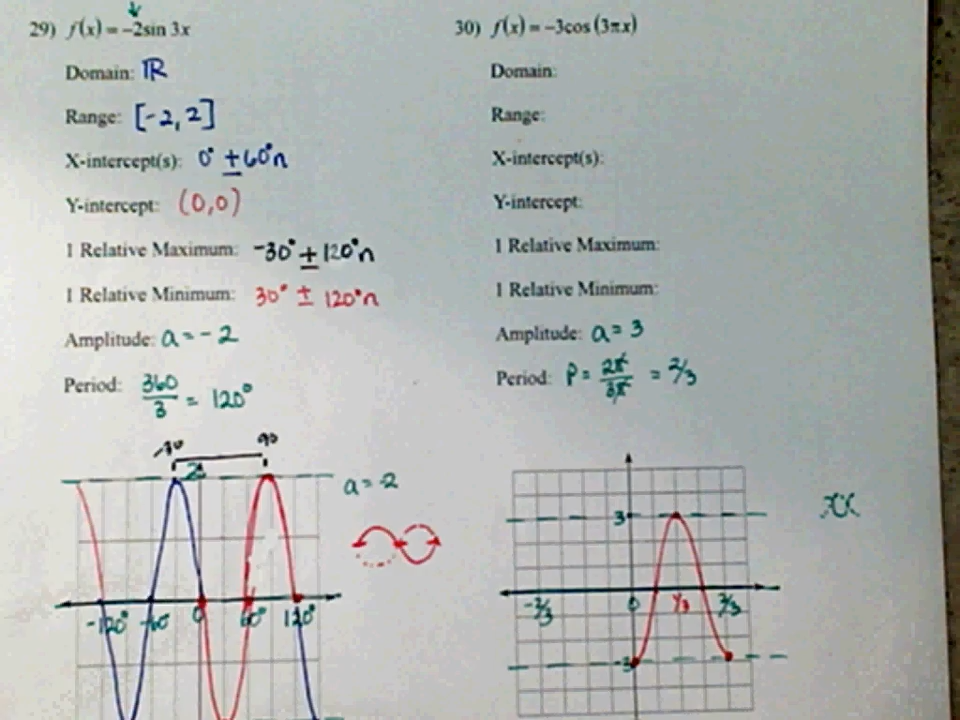 29) f(x) = -2sin 3x
Domain: ℝ
Range: [-2, 2]
X-intercept(s): 0° ± 60°n
Y-intercept: (0,0)
1 Relative Maximum: -30° ± 120°n
1 Relative Minimum: 30° ± 120°n
Amplitude: a = -2
Period: 360/3 = 120°
-30 90
2
a = -2
-120° -60° 0 60° 120°
30) f(x) = -3cos (3πx)
Domain:
Range:
X-intercept(s):
Y-intercept:
1 Relative Maximum:
1 Relative Minimum:
Amplitude: a = 3
Period: P = 2π/3π = 2/3
3
-2/3 0 1/3 2/3
-3